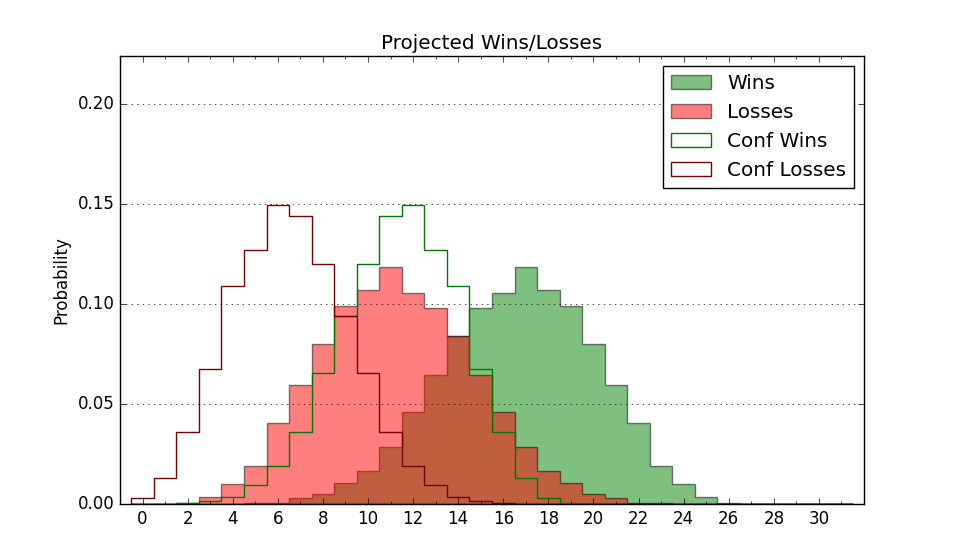 Projected Wins/Losses
Wins
Losses
Conf Wins
Conf Losses
Probability
0.20
0.15
0.10
0.05
0.00
0 2 4 6 8 10 12 14 16 18 20 22 24 26 28 30